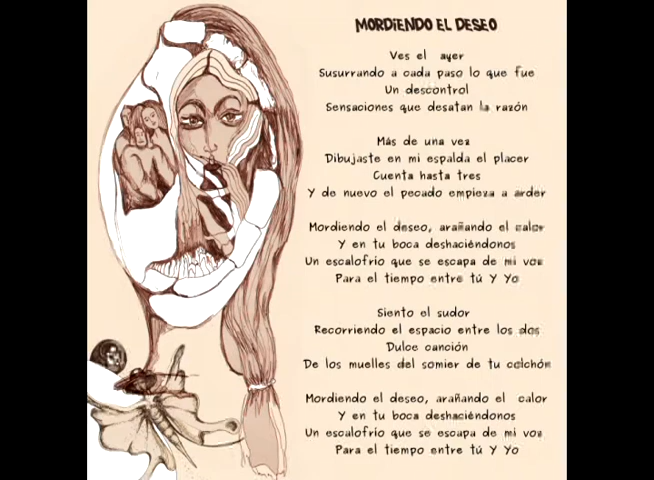 MORDIENDO EL DESEO
Ves el ayer
Susurrando a cada paso lo que fue
Un descontrol
Sensaciones que desatan la razón
Más de una vez
Dibujaste en mi espalda el placer
Cuenta hasta tres
Y de nuevo el pecado empieza a arder
Mordiendo el deseo, arañando el calor
Y en tu boca deshaciéndonos
Un escalofrío que se escapa de mi voz
Para el tiempo entre tú Y Yo
Siento el sudor
Recorriendo el espacio entre los dos
Dulce canción
De los muelles del somier de tu colchón
Mordiendo el deseo, arañando el calor
Y en tu boca deshaciéndonos
Un escalofrío que se escapa de mi voz
Para el tiempo entre tú Y Yo